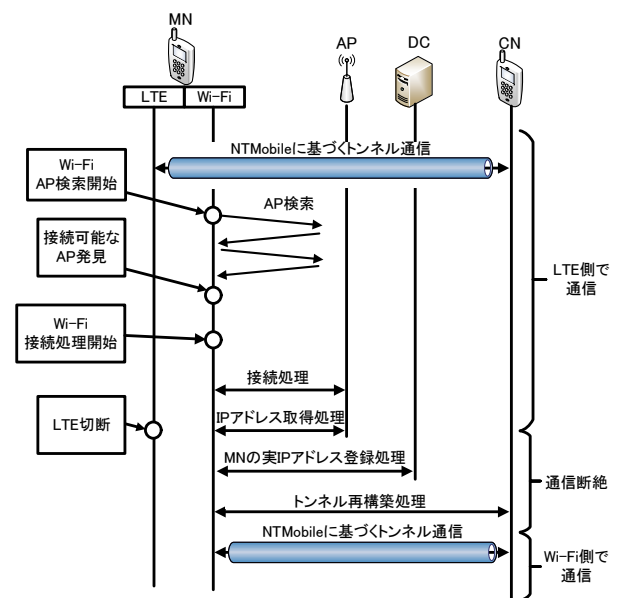 MN
AP
DC
CN
LTE
Wi-Fi
NTMobileに基づくトンネル通信
Wi-Fi
AP検索開始
AP検索
接続可能な
AP発見
LTE側で
通信
Wi-Fi
接続処理開始
接続処理
LTE切断
IPアドレス取得処理
MNの実IPアドレス登録処理
通信断絶
トンネル再構築処理
NTMobileに基づくトンネル通信
Wi-Fi側で
通信